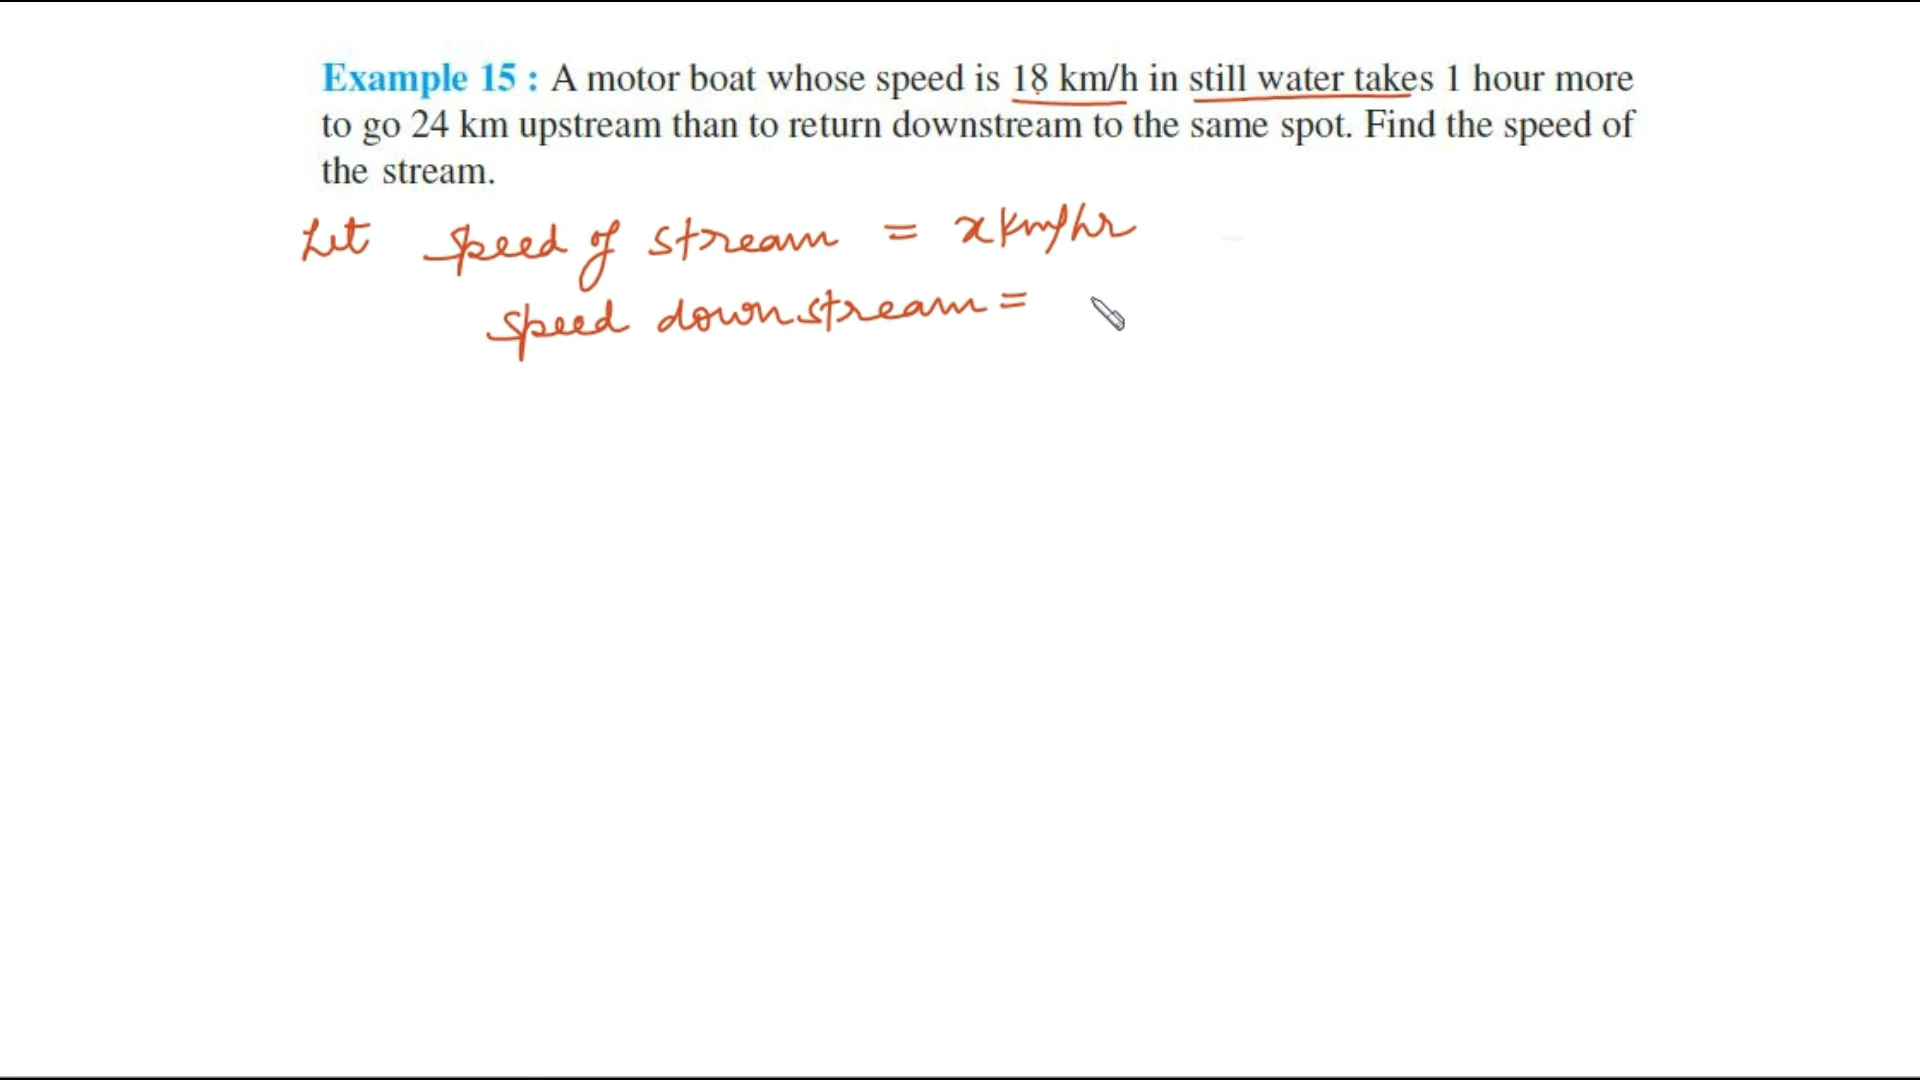 Example 15 : A motor boat whose speed is 18 km/h in still water takes 1 hour more
to go 24 km upstream than to return downstream to the same spot. Find the speed of
the stream.
Let speed of stream = x km/hr
speed downstream =